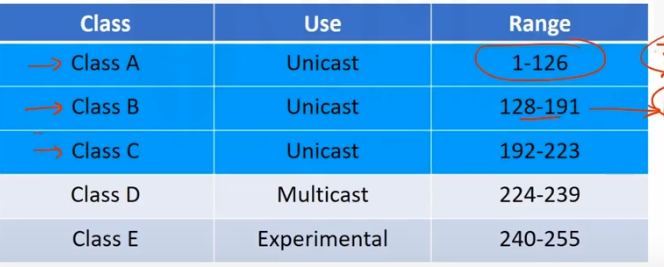 Class Use Range
Class A Unicast 1-126
Class B Unicast 128-191
Class C Unicast 192-223
Class D Multicast 224-239
Class E Experimental 240-255